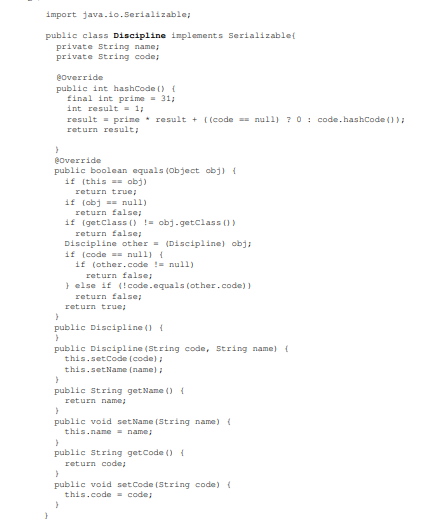 import java.io.Serializable;
public class Discipline implements Serializable{
private String name;
private String code;
@Override
public int hashCode() {
final int prime = 31;
int result = 1;
result = prime * result + ((code == null) ? 0 : code.hashCode());
return result;
}
@Override
public boolean equals(Object obj) {
if (this == obj)
return true;
if (obj == null)
return false;
if (getClass() != obj.getClass())
return false;
Discipline other = (Discipline) obj;
if (code == null) {
if (other.code != null)
return false;
} else if (!code.equals(other.code))
return false;
return true;
}
public Discipline() {
}
public Discipline(String code, String name) {
this.setCode(code);
this.setName(name);
}
public String getName() {
return name;
}
public void setName(String name) {
this.name = name;
}
public String getCode() {
return code;
}
public void setCode(String code) {
this.code = code;
}
}